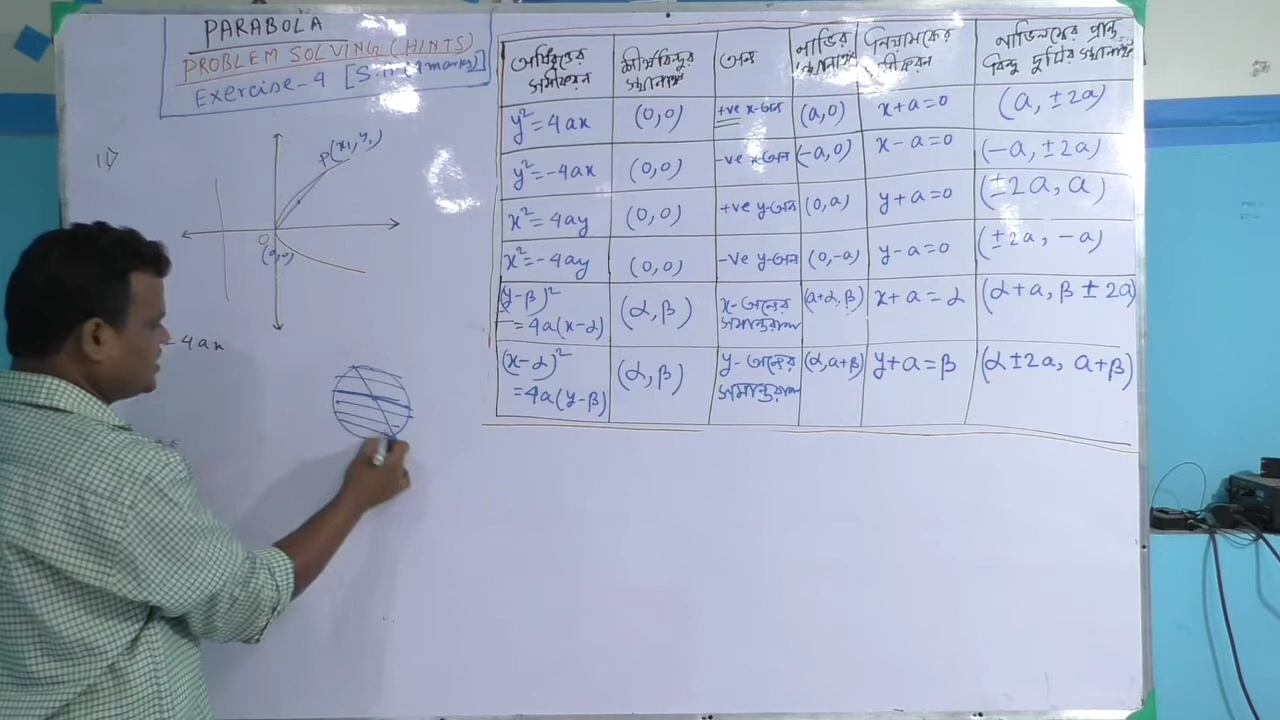 PARABOLA
PROBLEM SOLVING (HINTS)
Exercise-4 [S.A (4 marks)]
1)
P(x₁, y₁)
O
(0,0)
= 4ax
অধিবৃত্তের সমীকরণ | শীর্ষবিন্দুর স্থানাঙ্ক | অক্ষ | নাভির স্থানাঙ্ক | নিয়ামকের সমীকরণ | নাভিলম্বের প্রান্ত বিন্দু দুটির স্থানাঙ্ক
y² = 4ax | (0,0) | +ve x-অক্ষ | (a,0) | x+a=0 | (a, ±2a)
y² = -4ax | (0,0) | -ve x-অক্ষ | (-a,0) | x-a=0 | (-a, ±2a)
x² = 4ay | (0,0) | +ve y-অক্ষ | (0,a) | y+a=0 | (±2a, a)
x² = -4ay | (0,0) | -ve y-অক্ষ | (0,-a) | y-a=0 | (±2a, -a)
(y-β)² = 4a(x-α) | (α, β) | x-অক্ষের সমান্তরাল | (a+α, β) | x+a = α | (α+a, β ± 2a)
(x-α)² = 4a(y-β) | (α, β) | y-অক্ষের সমান্তরাল | (α, a+β) | y+a = β | (α ± 2a, a+β)